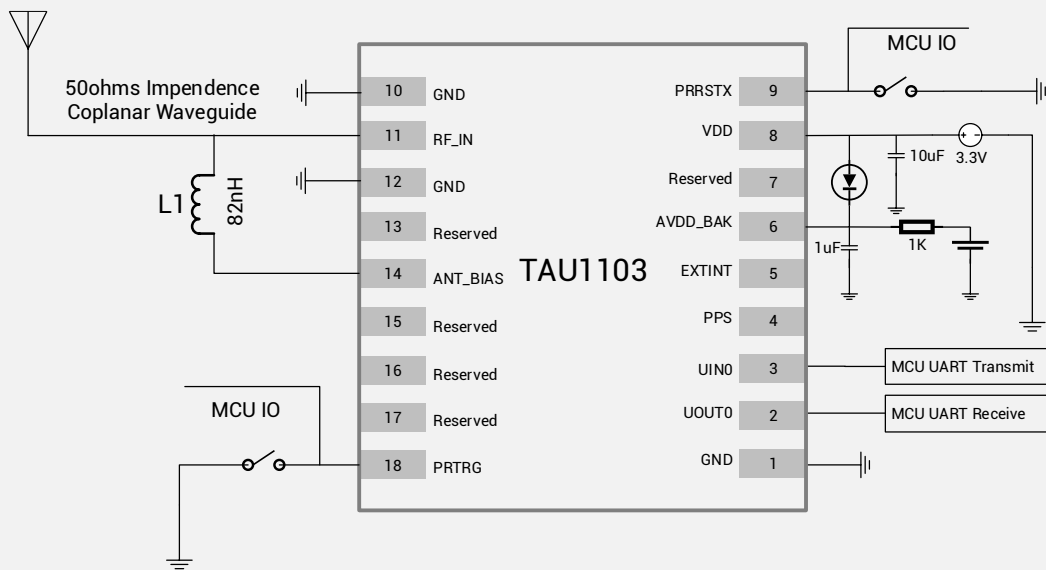 MCU IO
50ohms Impendence
Coplanar Waveguide
L1
82nH
10 GND
11 RF_IN
12 GND
13 Reserved
14 ANT_BIAS
15 Reserved
16 Reserved
17 Reserved
18 PRTRG
MCU IO
TAU1103
PRRSTX 9
VDD 8
Reserved 7
AVDD_BAK 6
EXTINT 5
PPS 4
UIN0 3
UOUT0 2
GND 1
10uF
3.3V
1uF
1K
MCU UART Transmit
MCU UART Receive